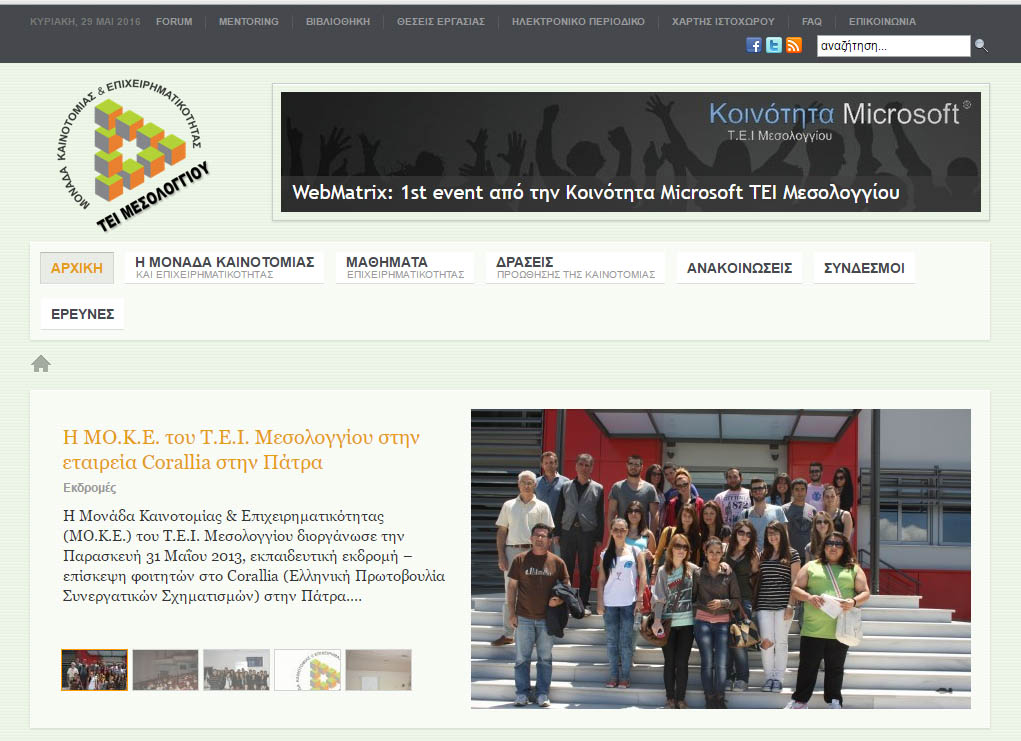 ΚΥΡΙΑΚΗ, 29 ΜΑΙ 2016 FORUM MENTORING ΒΙΒΛΙΟΘΗΚΗ ΘΕΣΕΙΣ ΕΡΓΑΣΙΑΣ ΗΛΕΚΤΡΟΝΙΚΟ ΠΕΡΙΟΔΙΚΟ ΧΑΡΤΗΣ ΙΣΤΟΧΩΡΟΥ FAQ ΕΠΙΚΟΙΝΩΝΙΑ
αναζήτηση...
ΜΟΝΑΔΑ ΚΑΙΝΟΤΟΜΙΑΣ & ΕΠΙΧΕΙΡΗΜΑΤΙΚΟΤΗΤΑΣ
ΤΕΙ ΜΕΣΟΛΟΓΓΙΟΥ
Κοινότητα Microsoft®
Τ.Ε.Ι Μεσολογγίου
WebMatrix: 1st event από την Κοινότητα Microsoft ΤΕΙ Μεσολογγίου
ΑΡΧΙΚΗ
Η ΜΟΝΑΔΑ ΚΑΙΝΟΤΟΜΙΑΣ
ΚΑΙ ΕΠΙΧΕΙΡΗΜΑΤΙΚΟΤΗΤΑΣ
ΜΑΘΗΜΑΤΑ
ΕΠΙΧΕΙΡΗΜΑΤΙΚΟΤΗΤΑΣ
ΔΡΑΣΕΙΣ
ΠΡΟΩΘΗΣΗΣ ΤΗΣ ΚΑΙΝΟΤΟΜΙΑΣ
ΑΝΑΚΟΙΝΩΣΕΙΣ
ΣΥΝΔΕΣΜΟΙ
ΕΡΕΥΝΕΣ
Η ΜΟ.Κ.Ε. του Τ.Ε.Ι. Μεσολογγίου στην
εταιρεία Corallia στην Πάτρα
Εκδρομές
Η Μονάδα Καινοτομίας & Επιχειρηματικότητας
(ΜΟ.Κ.Ε.) του Τ.Ε.Ι. Μεσολογγίου διοργάνωσε την
Παρασκευή 31 Μαΐου 2013, εκπαιδευτική εκδρομή –
επίσκεψη φοιτητών στο Corallia (Ελληνική Πρωτοβουλία
Συνεργατικών Σχηματισμών) στην Πάτρα....